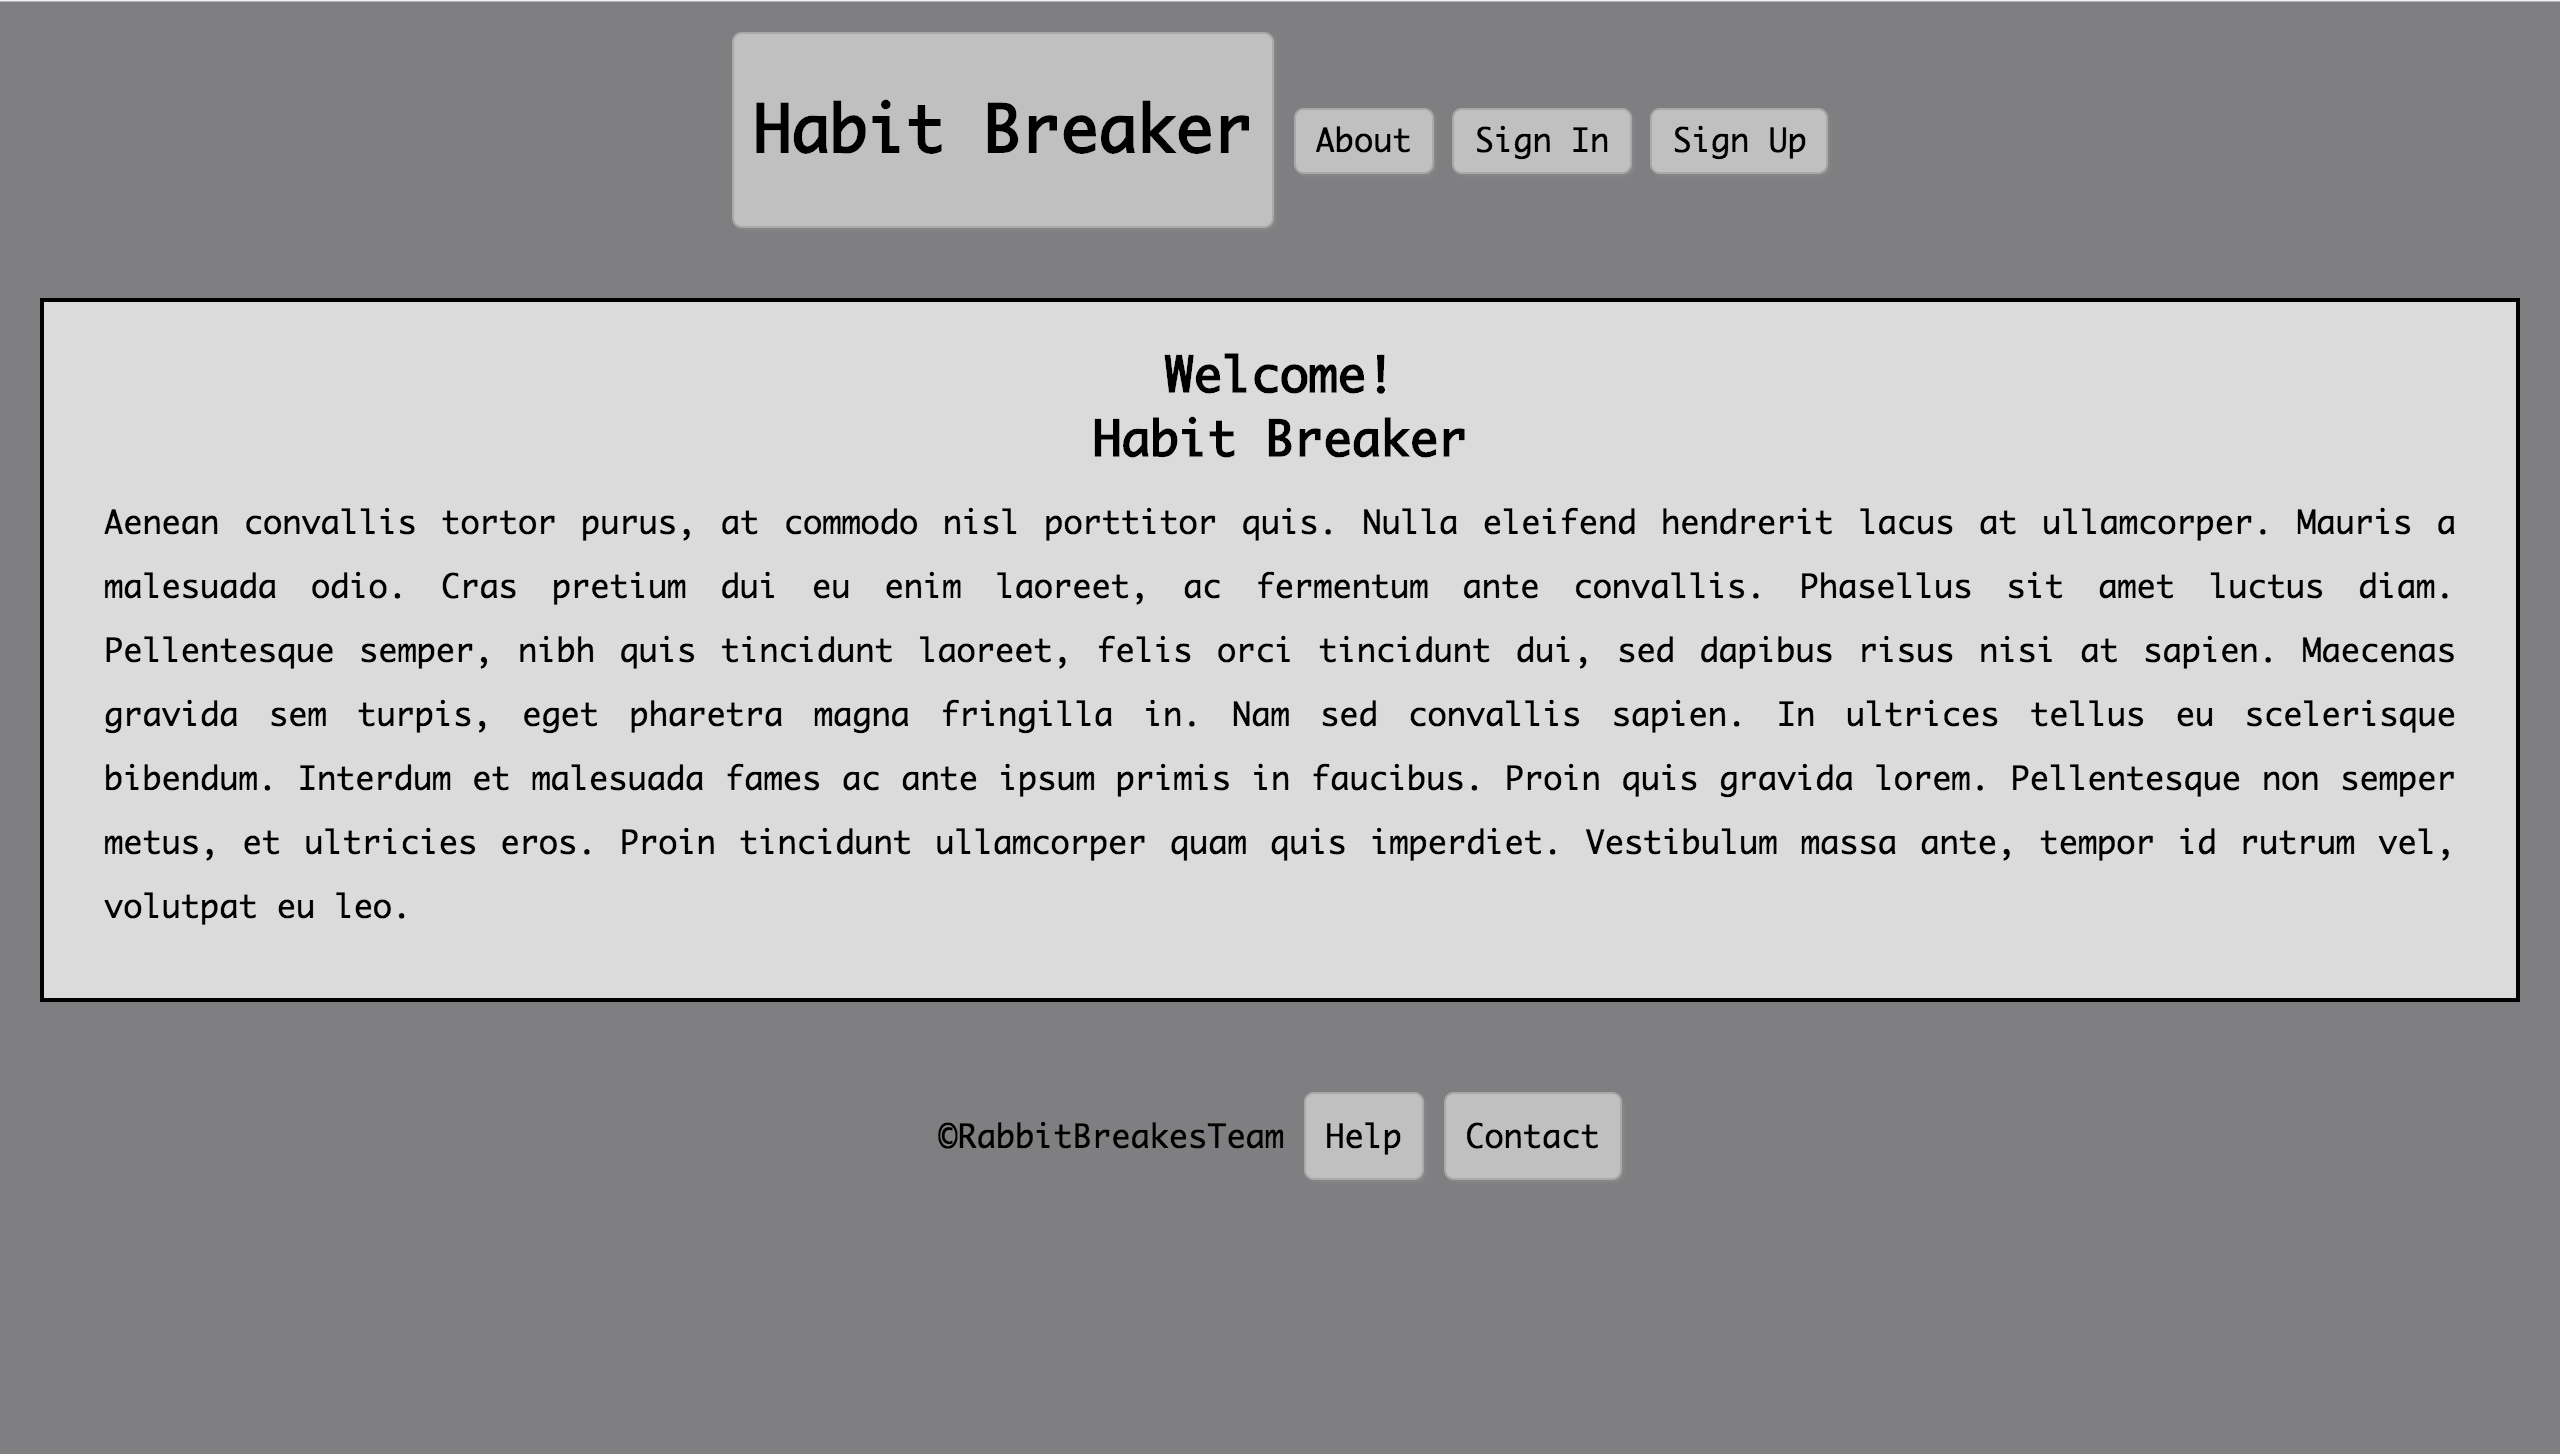 Habit Breaker About Sign In Sign Up
Welcome!
Habit Breaker
Aenean convallis tortor purus, at commodo nisl porttitor quis. Nulla eleifend hendrerit lacus at ullamcorper. Mauris a
malesuada odio. Cras pretium dui eu enim laoreet, ac fermentum ante convallis. Phasellus sit amet luctus diam.
Pellentesque semper, nibh quis tincidunt laoreet, felis orci tincidunt dui, sed dapibus risus nisi at sapien. Maecenas
gravida sem turpis, eget pharetra magna fringilla in. Nam sed convallis sapien. In ultrices tellus eu scelerisque
bibendum. Interdum et malesuada fames ac ante ipsum primis in faucibus. Proin quis gravida lorem. Pellentesque non semper
metus, et ultricies eros. Proin tincidunt ullamcorper quam quis imperdiet. Vestibulum massa ante, tempor id rutrum vel,
volutpat eu leo.
©RabbitBreakesTeam Help Contact